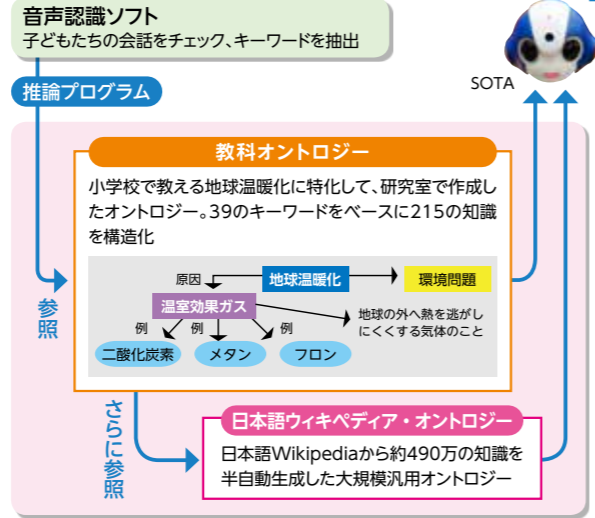 音声認識ソフト
子どもたちの会話をチェック、キーワードを抽出
SOTA
推論プログラム
教科オントロジー
小学校で教える地球温暖化に特化して、研究室で作成し
たオントロジー。39のキーワードをベースに215の知識
を構造化
原因
地球温暖化
環境問題
温室効果ガス
地球の外へ熱を逃がし
にくくする気体のこと
例
例
例
二酸化炭素
メタン
フロン
参照
さらに参照
日本語ウィキペディア・オントロジー
日本語Wikipediaから約490万の知識を
半自動生成した大規模汎用オントロジー